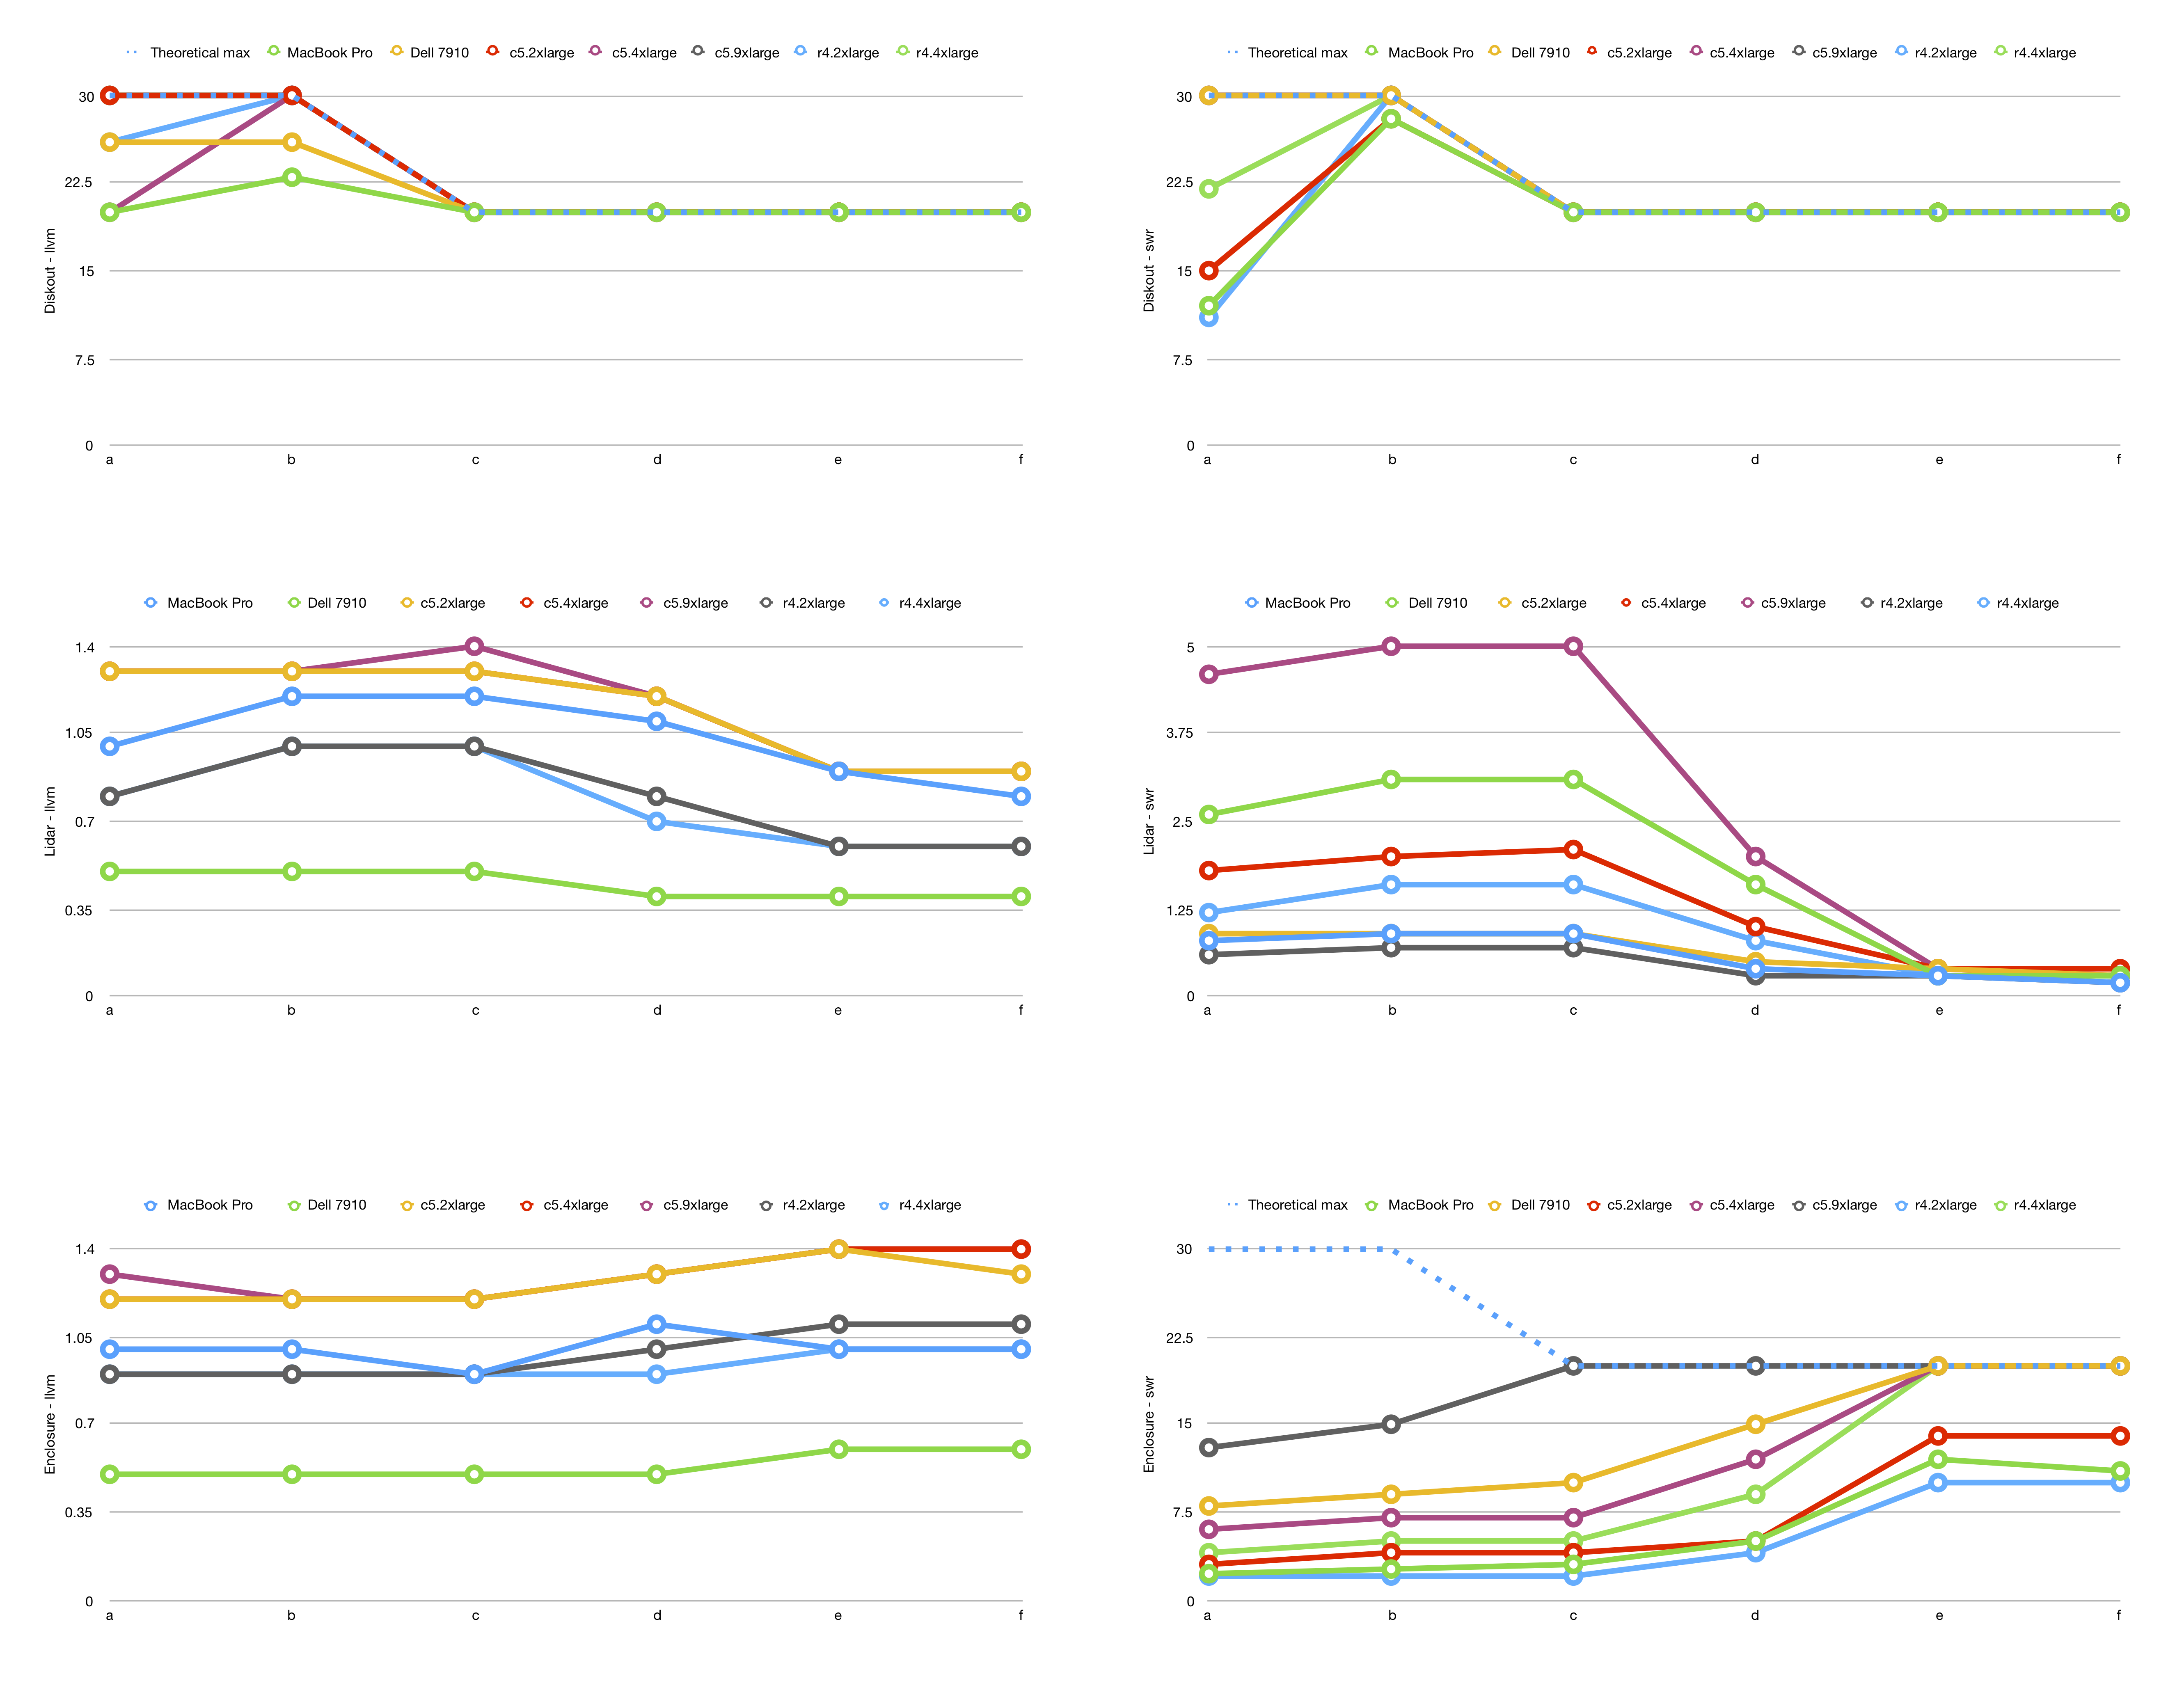 Theoretical max MacBook Pro Dell 7910 c5.2xlarge c5.4xlarge c5.9xlarge r4.2xlarge r4.4xlarge
Diskout - llvm
30
22.5
15
7.5
0
a b c d e f
Theoretical max MacBook Pro Dell 7910 c5.2xlarge c5.4xlarge c5.9xlarge r4.2xlarge r4.4xlarge
Diskout - swr
30
22.5
15
7.5
0
a b c d e f
MacBook Pro Dell 7910 c5.2xlarge c5.4xlarge c5.9xlarge r4.2xlarge r4.4xlarge
Lidar - llvm
1.4
1.05
0.7
0.35
0
a b c d e f
MacBook Pro Dell 7910 c5.2xlarge c5.4xlarge c5.9xlarge r4.2xlarge r4.4xlarge
Lidar - swr
5
3.75
2.5
1.25
0
a b c d e f
MacBook Pro Dell 7910 c5.2xlarge c5.4xlarge c5.9xlarge r4.2xlarge r4.4xlarge
Enclosure - llvm
1.4
1.05
0.7
0.35
0
a b c d e f
Theoretical max MacBook Pro Dell 7910 c5.2xlarge c5.4xlarge c5.9xlarge r4.2xlarge r4.4xlarge
Enclosure - swr
30
22.5
15
7.5
0
a b c d e f